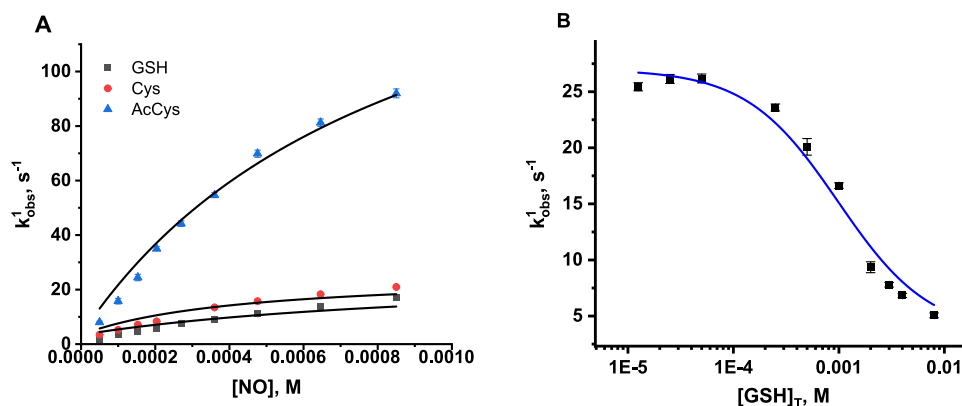 A
k¹obs, s⁻¹
100
80
60
40
20
0
GSH
Cys
AcCys
0.0000
0.0002
0.0004
0.0006
0.0008
0.0010
[NO], M
B
k¹obs, s⁻¹
25
20
15
10
5
1E-5
1E-4
0.001
0.01
[GSH]T, M